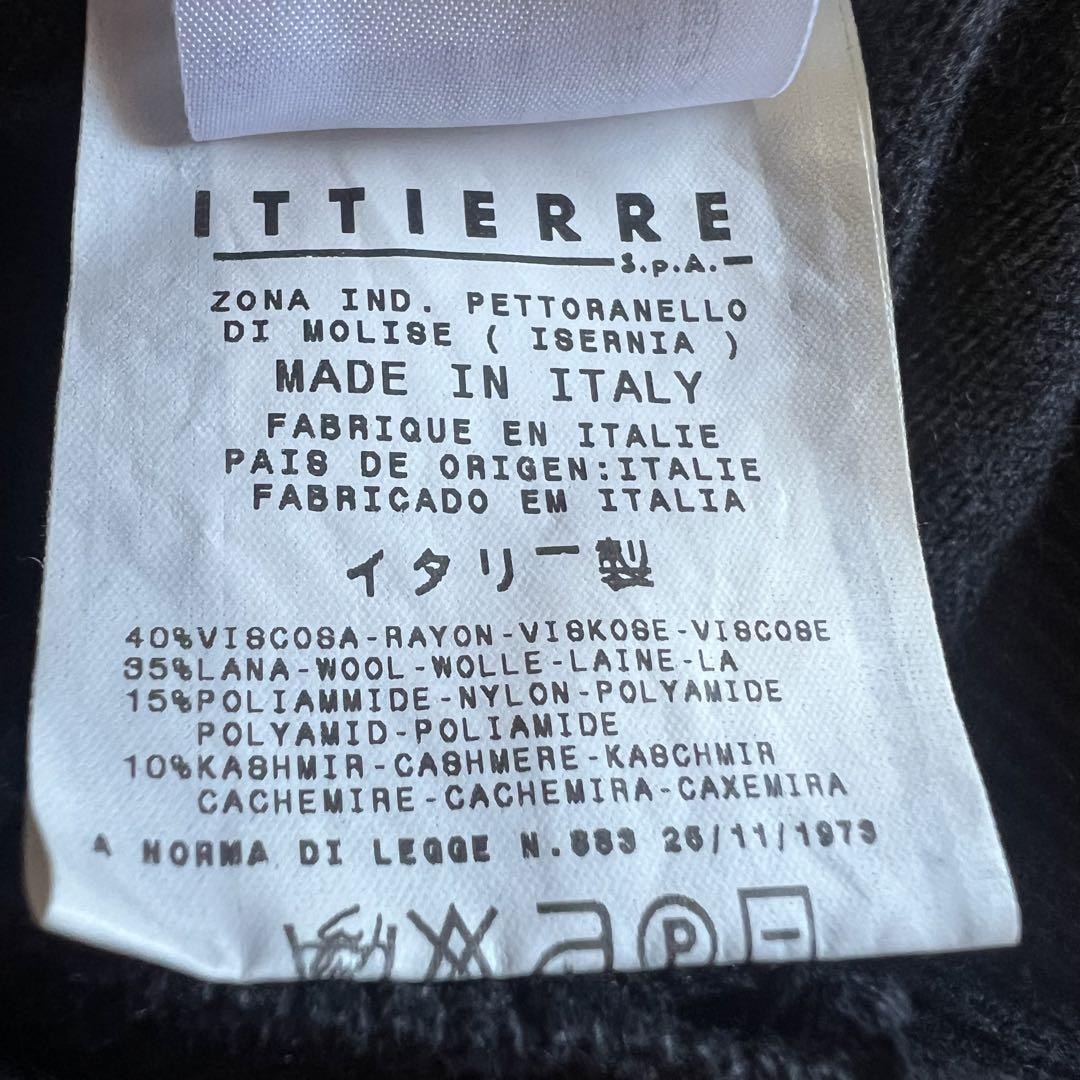 ITTIERRE
S.p.A.
ZONA IND. PETTORANELLO
DI MOLISE ( ISERNIA )
MADE IN ITALY
FABRIQUE EN ITALIE
PAIS DE ORIGEN:ITALIE
FABRICADO EM ITALIA
イタリー製
40%VISCOSA-RAYON-VISKOSE-VISCOSE
35%LANA-WOOL-WOLLE-LAINE-LA
15%POLIAMMIDE-NYLON-POLYAMIDE
POLYAMID-POLIAMIDE
10%KASHMIR-CASHMERE-KASCHMIR
CACHEMIRE-CACHEMIRA-CAXEMIRA
A NORMA DI LEGGE N.883 26/11/1973
P